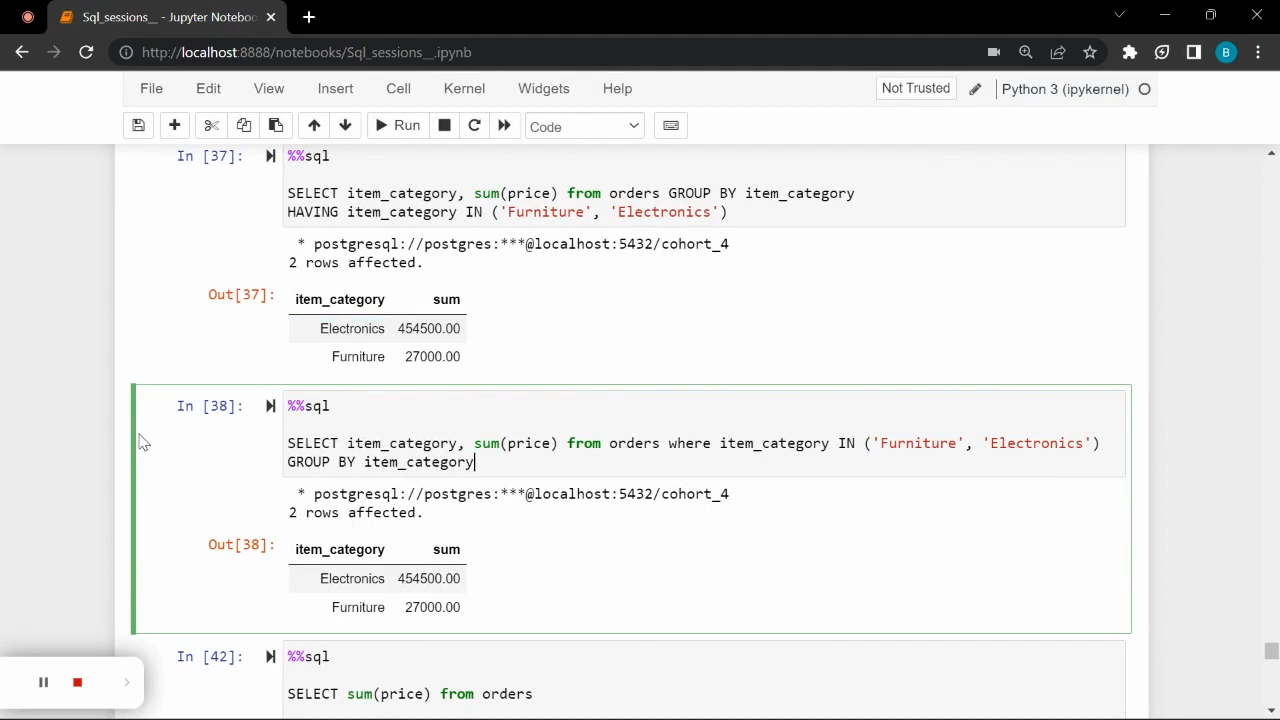 Sql_sessions__ - Jupyter Notebo
http://localhost:8888/notebooks/Sql_sessions__.ipynb
B
File Edit View Insert Cell Kernel Widgets Help
Not Trusted
Python 3 (ipykernel)
Run
Code
In [37]:
%%sql
SELECT item_category, sum(price) from orders GROUP BY item_category
HAVING item_category IN ('Furniture', 'Electronics')
* postgresql://postgres:***@localhost:5432/cohort_4
2 rows affected.
Out[37]:
item_category sum
Electronics 454500.00
Furniture 27000.00
In [38]:
%%sql
SELECT item_category, sum(price) from orders where item_category IN ('Furniture', 'Electronics')
GROUP BY item_category
* postgresql://postgres:***@localhost:5432/cohort_4
2 rows affected.
Out[38]:
item_category sum
Electronics 454500.00
Furniture 27000.00
In [42]:
%%sql
SELECT sum(price) from orders